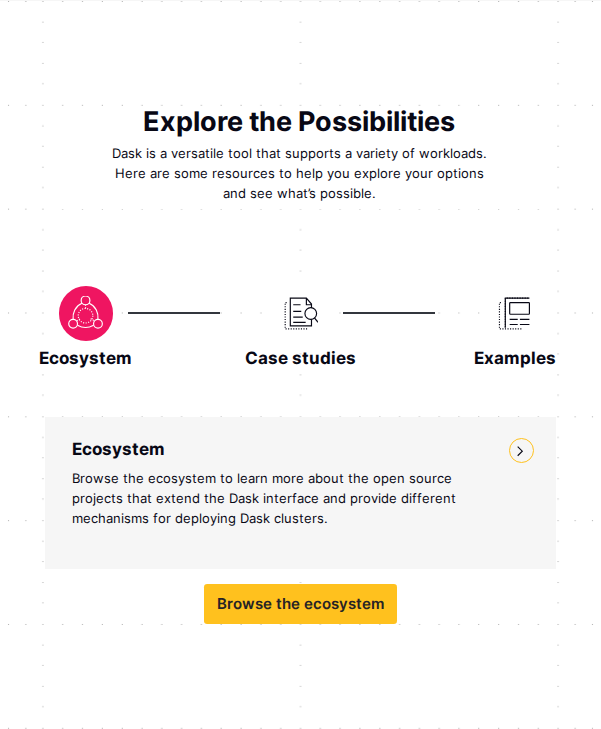 Explore the Possibilities
Dask is a versatile tool that supports a variety of workloads.
Here are some resources to help you explore your options
and see what’s possible.
Ecosystem
Case studies
Examples
Ecosystem
Browse the ecosystem to learn more about the open source
projects that extend the Dask interface and provide different
mechanisms for deploying Dask clusters.
Browse the ecosystem